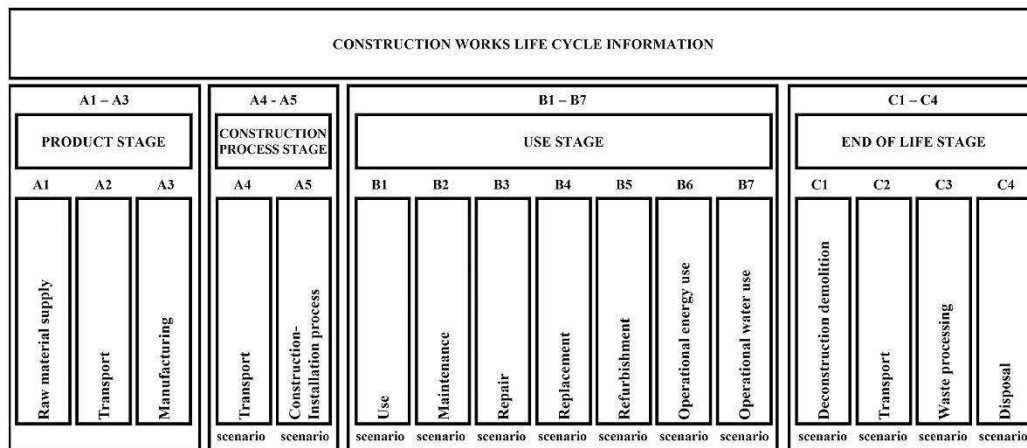 CONSTRUCTION WORKS LIFE CYCLE INFORMATION
A1 – A3
PRODUCT STAGE
A1 A2 A3
Raw material supply
Transport
Manufacturing
A4 - A5
CONSTRUCTION
PROCESS STAGE
A4 A5
Transport
Construction-
Installation process
scenario scenario
B1 – B7
USE STAGE
B1 B2 B3 B4 B5 B6 B7
Use
Maintenance
Repair
Replacement
Refurbishment
Operational energy use
Operational water use
scenario scenario scenario scenario scenario scenario scenario
C1 – C4
END OF LIFE STAGE
C1 C2 C3 C4
Deconstruction demolition
Transport
Waste processing
Disposal
scenario scenario scenario scenario